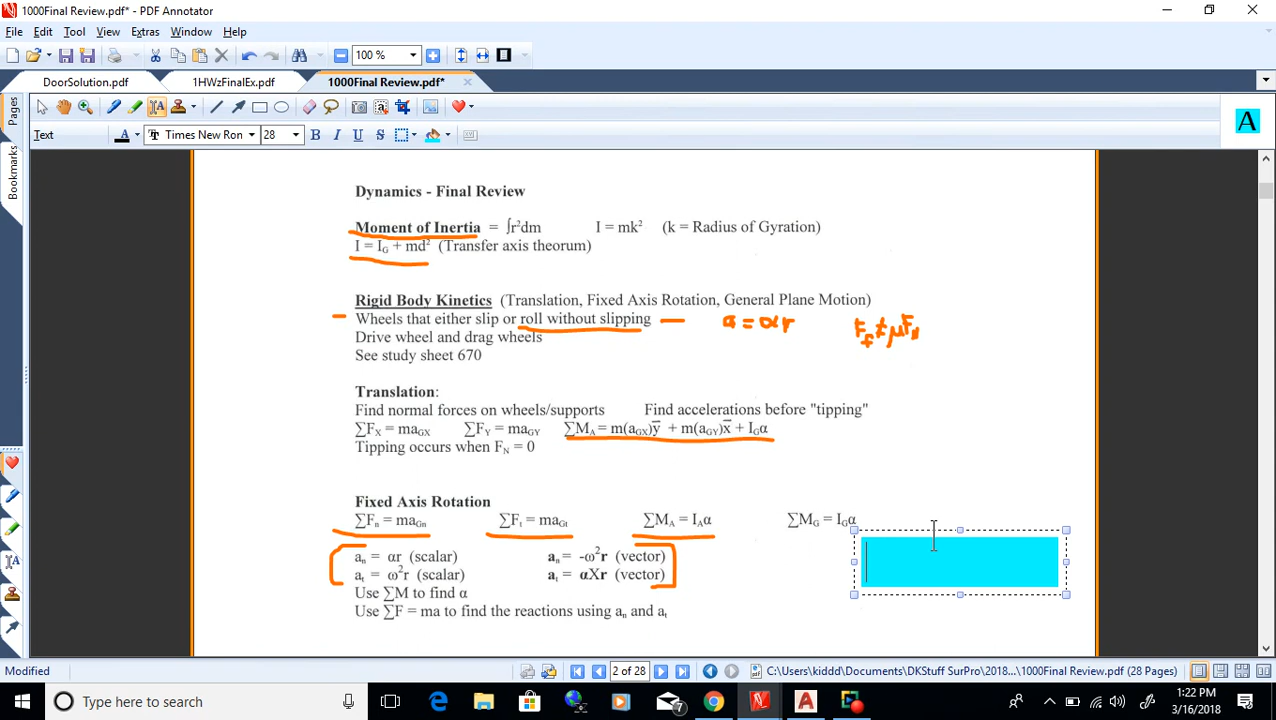 1000Final Review.pdf* - PDF Annotator
File Edit Tool View Extras Window Help
100 %
DoorSolution.pdf 1HWzFinalEx.pdf 1000Final Review.pdf*
Text A Times New Ron 28 B I U S
A
Pages
Bookmarks
Dynamics - Final Review
Moment of Inertia = ∫r²dm I = mk² (k = Radius of Gyration)
I = I_G + md² (Transfer axis theorum)
Rigid Body Kinetics (Translation, Fixed Axis Rotation, General Plane Motion)
Wheels that either slip or roll without slipping a = αr F_f ≠ μF_N
Drive wheel and drag wheels
See study sheet 670
Translation:
Find normal forces on wheels/supports Find accelerations before "tipping"
∑F_X = ma_GX ∑F_Y = ma_GY ∑M_A = m(a_GX)y̅ + m(a_GY)x̅ + I_Gα
Tipping occurs when F_N = 0
Fixed Axis Rotation
∑F_n = ma_Gn ∑F_t = ma_Gt ∑M_A = I_Aα ∑M_G = I_Gα
a_n = αr (scalar) a_n = -ω²r (vector)
a_t = ω²r (scalar) a_t = αXr (vector)
Use ∑M to find α
Use ∑F = ma to find the reactions using a_n and a_t
Modified 2 of 28 C:\Users\kiddd\Documents\DKStuff SurPro\2018...\1000Final Review.pdf (28 Pages)
Type here to search 7 1:22 PM
3/16/2018